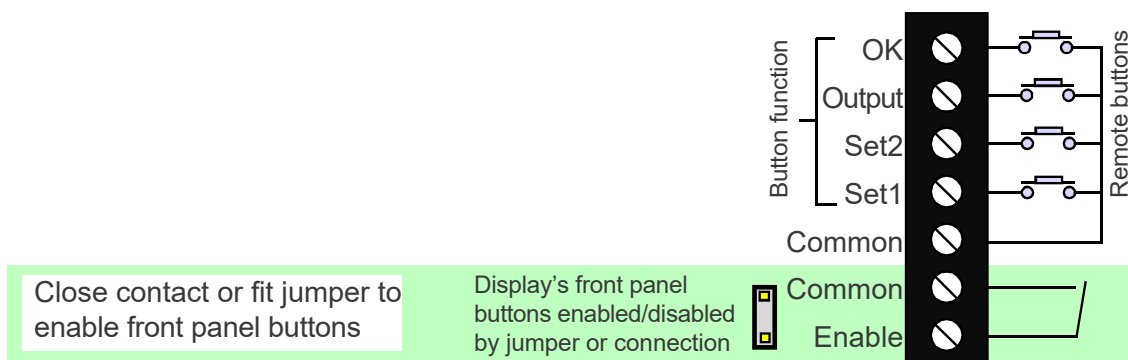 Button function
OK
Output
Set2
Set1
Common
Remote buttons
Close contact or fit jumper to
enable front panel buttons
Display’s front panel
buttons enabled/disabled
by jumper or connection
Common
Enable